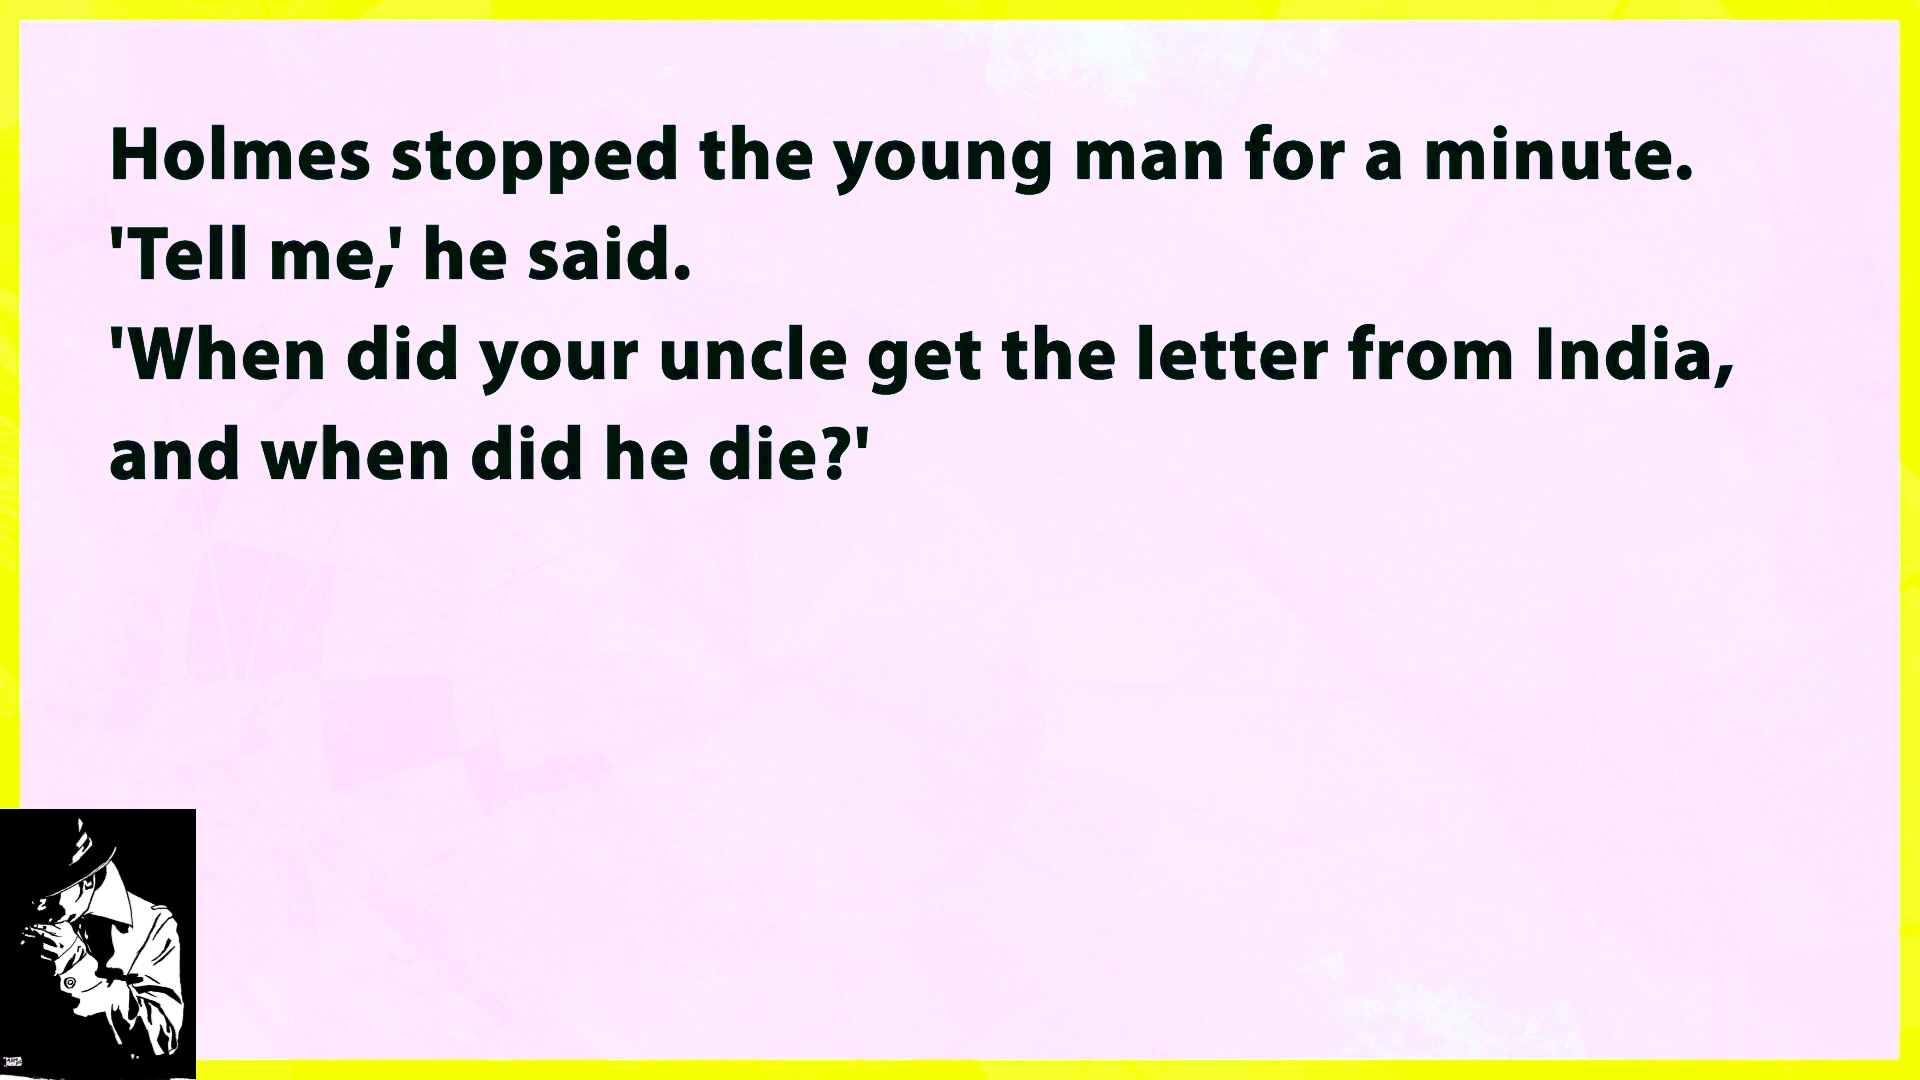 Holmes stopped the young man for a minute.
'Tell me,' he said.
'When did your uncle get the letter from India,
and when did he die?'